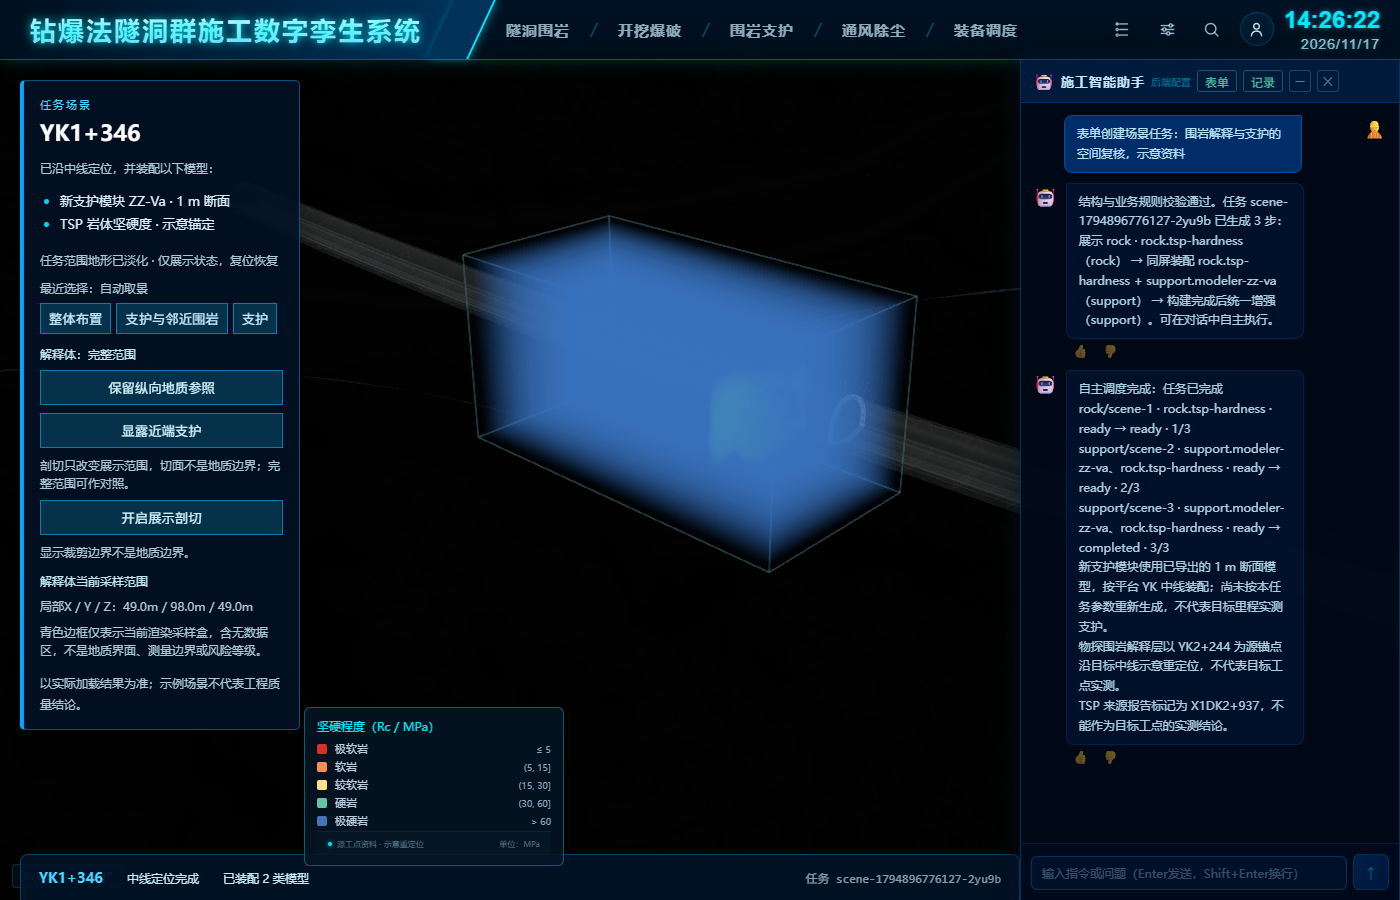 钻爆法隧洞群施工数字孪生系统
隧洞围岩 / 开挖爆破 / 围岩支护 / 通风除尘 / 装备调度
14:26:22
2026/11/17
任务场景
YK1+346
已沿中线定位，并装配以下模型：
新支护模块 ZZ-Va · 1 m 断面
TSP 岩体坚硬度 · 示意锚定
任务范围地形已淡化 · 仅展示状态，复位恢复
最近选择：自动取景
整体布置 支护与邻近围岩 支护
解释体：完整范围
保留纵向地质参照
显露近端支护
剖切只改变展示范围，切面不是地质边界；完
整范围可作对照。
开启展示剖切
显示裁剪边界不是地质边界。
解释体当前采样范围
局部X / Y / Z：49.0m / 98.0m / 49.0m
青色边框仅表示当前渲染采样盒，含无数据
区，不是地质界面、测量边界或风险等级。
以实际加载结果为准；示例场景不代表工程质
量结论。
坚硬程度（Rc / MPa）
极软岩 ≤ 5
软岩 (5, 15]
较软岩 (15, 30]
硬岩 (30, 60]
极硬岩 > 60
源工点资料 · 示意重定位 单位：MPa
YK1+346 中线定位完成 已装配 2 类模型 任务 scene-1794896776127-2yu9b
施工智能助手 后端配置 表单 记录
表单创建场景任务：围岩解释与支护的
空间复核，示意资料
结构与业务规则校验通过。任务 scene-
1794896776127-2yu9b 已生成 3 步：
展示 rock · rock.tsp-hardness
（rock） → 同屏装配 rock.tsp-
hardness + support.modeler-zz-va
（support） → 构建完成后统一增强
（support）。可在对话中自主执行。
自主调度完成：任务已完成
rock/scene-1 · rock.tsp-hardness ·
ready → ready · 1/3
support/scene-2 · support.modeler-
zz-va、rock.tsp-hardness · ready →
ready · 2/3
support/scene-3 · support.modeler-
zz-va、rock.tsp-hardness · ready →
completed · 3/3
新支护模块使用已导出的 1 m 断面模
型，按平台 YK 中线装配；尚未按本任
务参数重新生成，不代表目标里程实测
支护。
物探围岩解释层以 YK2+244 为源锚点
沿目标中线示意重定位，不代表目标工
点实测。
TSP 来源报告标记为 X1DK2+937，不
能作为目标工点的实测结论。
输入指令或问题（Enter发送，Shift+Enter换行）